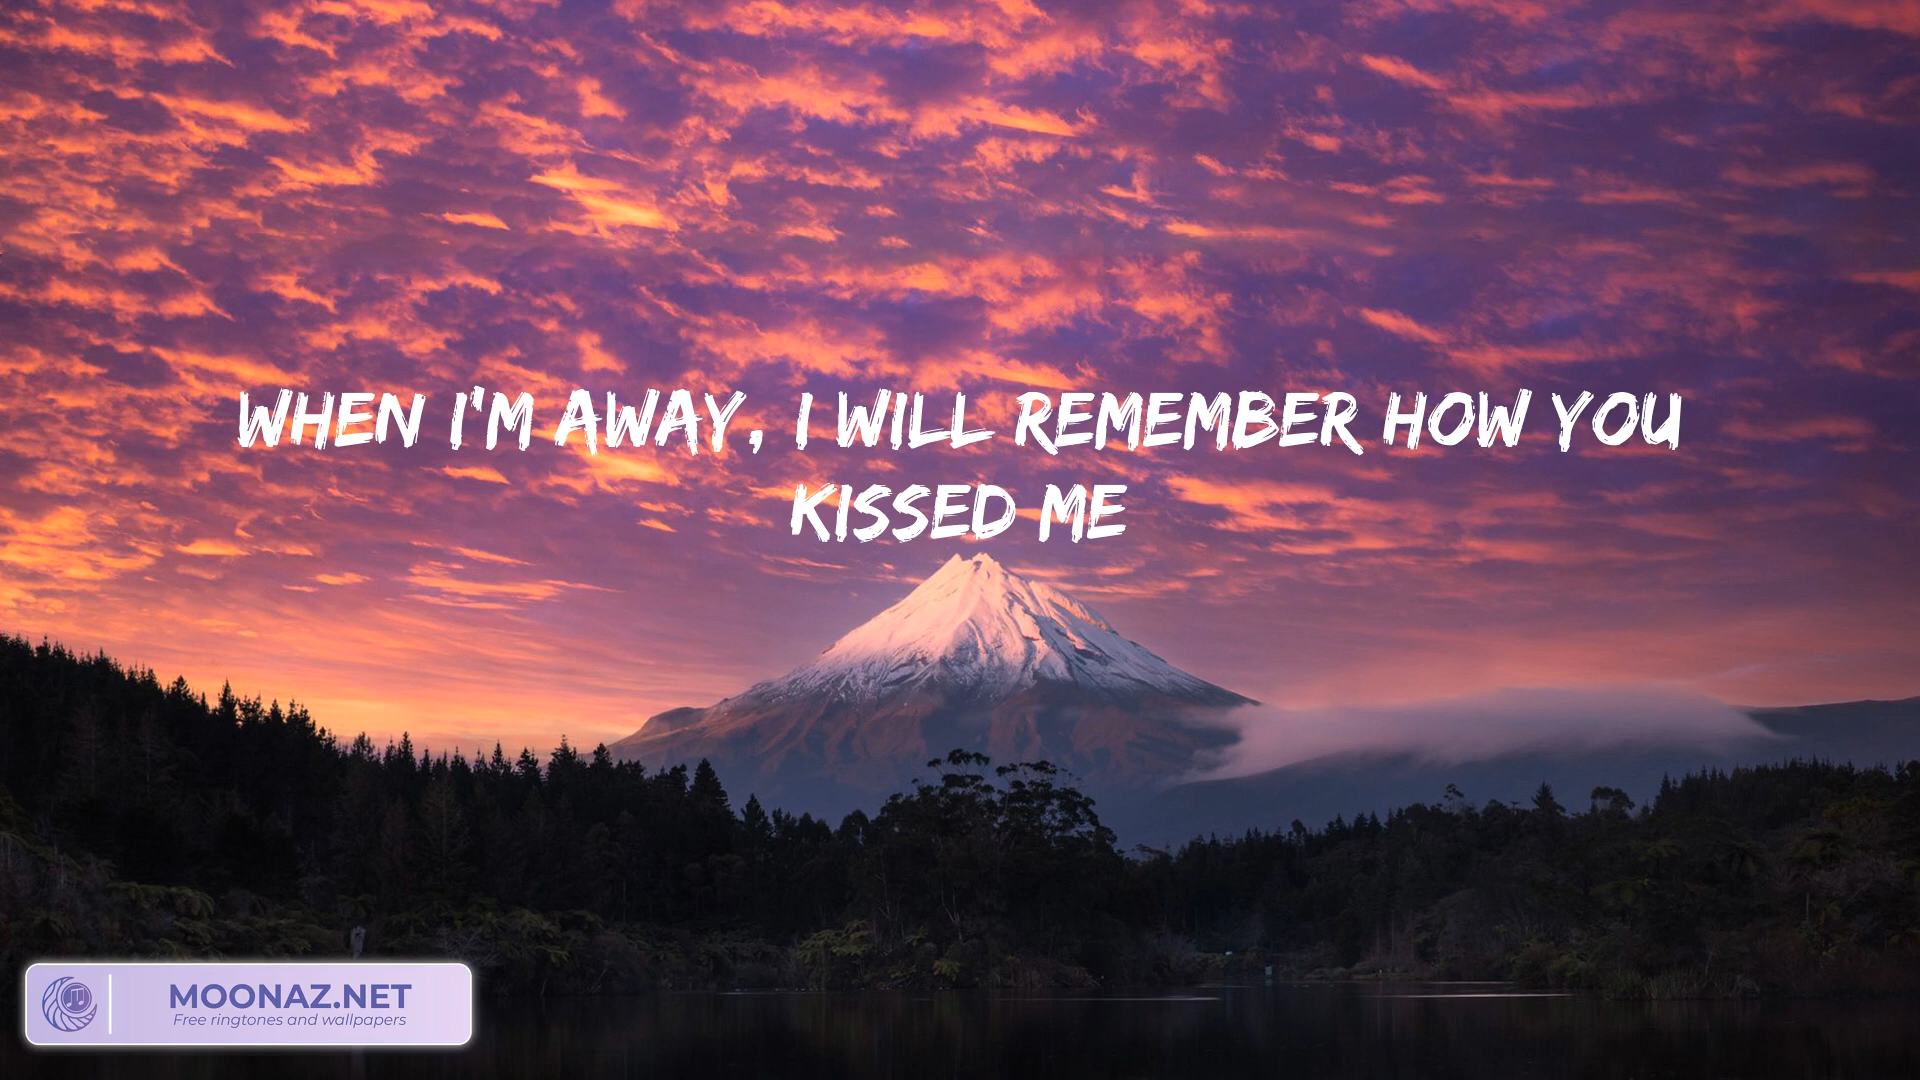 WHEN I'M AWAY, I WILL REMEMBER HOW YOU
KISSED ME
MOONAZ.NET
Free ringtones and wallpapers